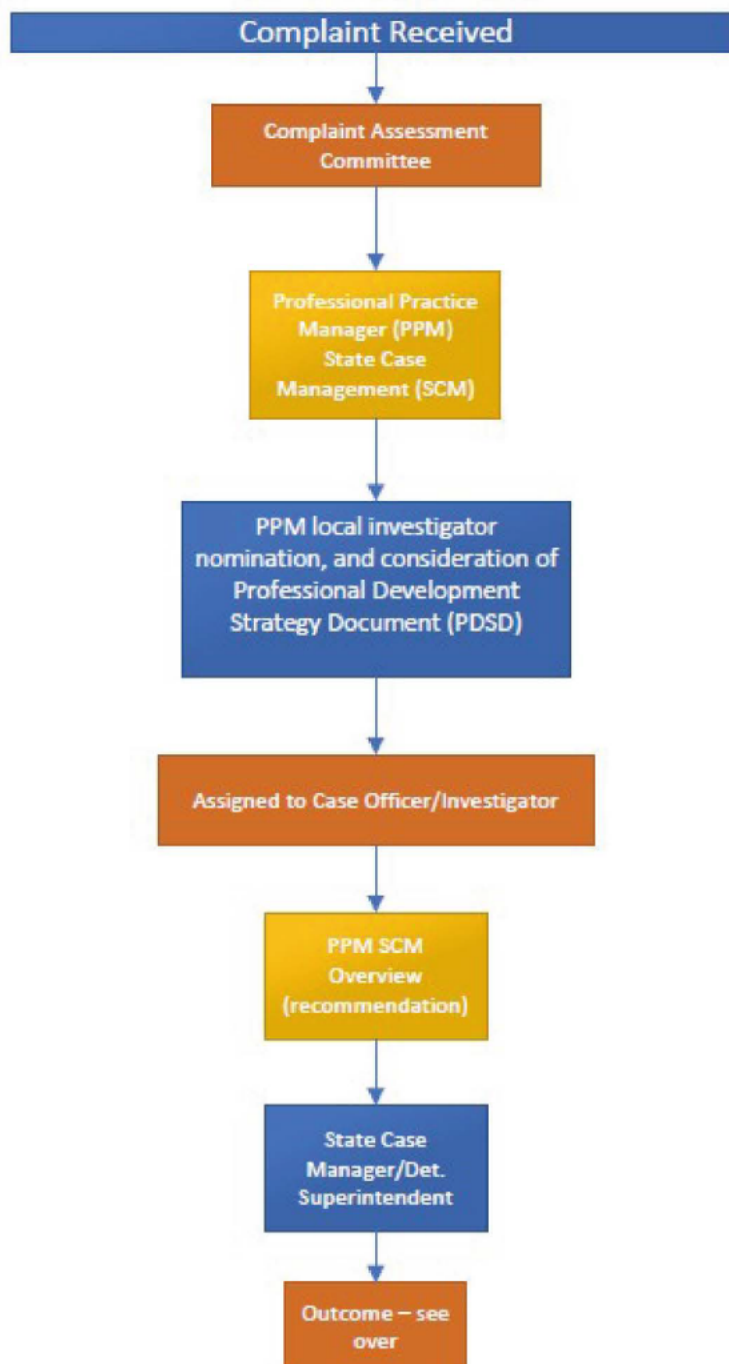 Complaint Received
Complaint Assessment
Committee
Professional Practice
Manager (PPM)
State Case
Management (SCM)
PPM local investigator
nomination, and consideration of
Professional Development
Strategy Document (PDSD)
Assigned to Case Officer/Investigator
PPM SCM
Overview
(recommendation)
State Case
Manager/Det.
Superintendent
Outcome – see
over